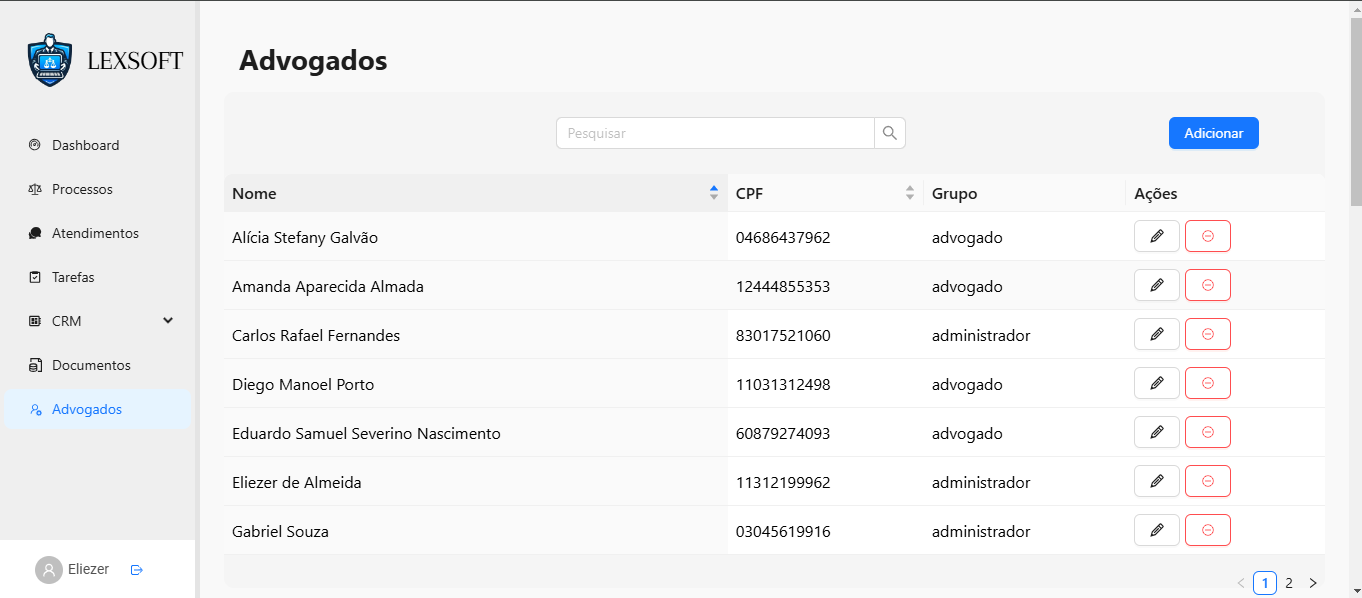 LEXSOFT
Dashboard
Processos
Atendimentos
Tarefas
CRM
Documentos
Advogados
Eliezer
Advogados
Pesquisar
Adicionar
Nome CPF Grupo Ações
Alícia Stefany Galvão 04686437962 advogado
Amanda Aparecida Almada 12444855353 advogado
Carlos Rafael Fernandes 83017521060 administrador
Diego Manoel Porto 11031312498 advogado
Eduardo Samuel Severino Nascimento 60879274093 advogado
Eliezer de Almeida 11312199962 administrador
Gabriel Souza 03045619916 administrador
1 2